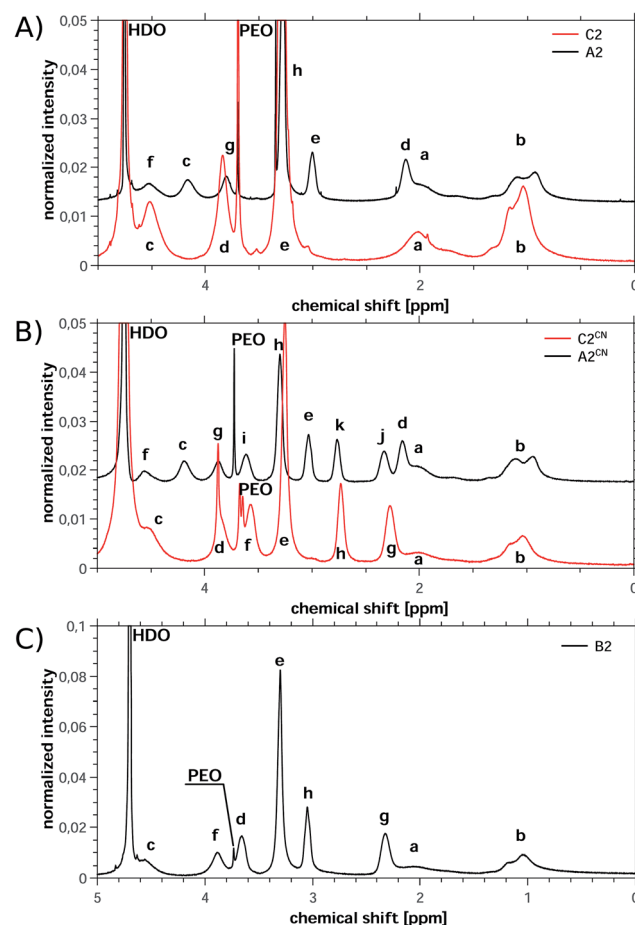 A)
HDO
PEO
C2
A2
h
f
c
g
e
d
a
b
c
d
e
a
b
0,05
0,04
0,03
0,02
0,01
0
normalized intensity
4
2
0
chemical shift [ppm]
B)
HDO
PEO
C2CN
A2CN
h
f
c
g
i
e
k
j
d
a
b
PEO
c
d
f
e
h
g
a
b
0,05
0,04
0,03
0,02
0,01
0
normalized intensity
4
2
0
chemical shift [ppm]
C)
HDO
B2
e
PEO
h
c
f
d
g
a
b
0,1
0,08
0,06
0,04
0,02
0
normalized intensity
5
4
3
2
1
0
chemical shift [ppm]